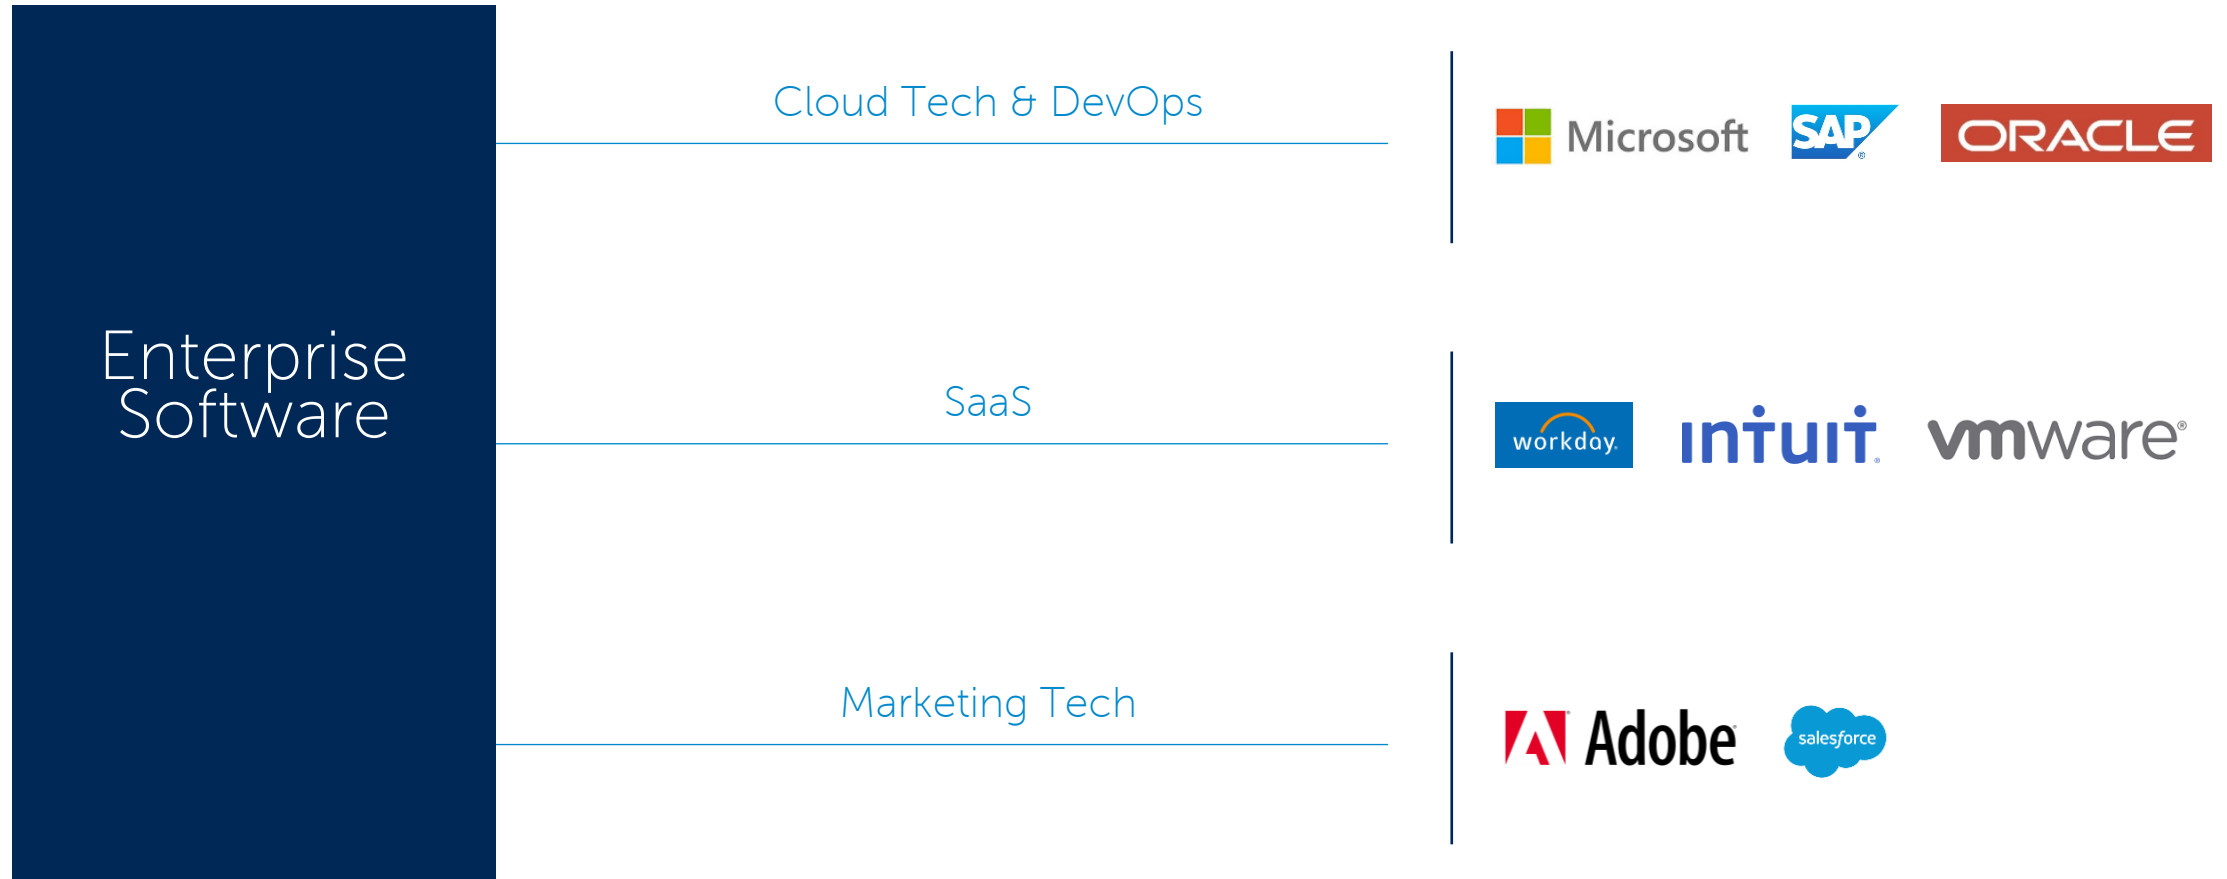 Enterprise
Software
Cloud Tech & DevOps
Microsoft SAP® ORACLE
SaaS
workday. intuit® vmware®
Marketing Tech
Adobe salesforce